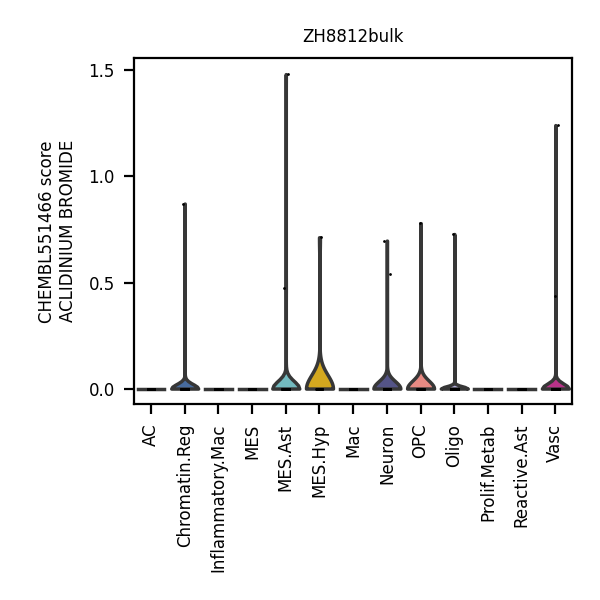 ZH8812bulk
CHEMBL551466 score
ACLIDINIUM BROMIDE
1.5
1.0
0.5
0.0
AC
Chromatin.Reg
Inflammatory.Mac
MES
MES.Ast
MES.Hyp
Mac
Neuron
OPC
Oligo
Prolif.Metab
Reactive.Ast
Vasc